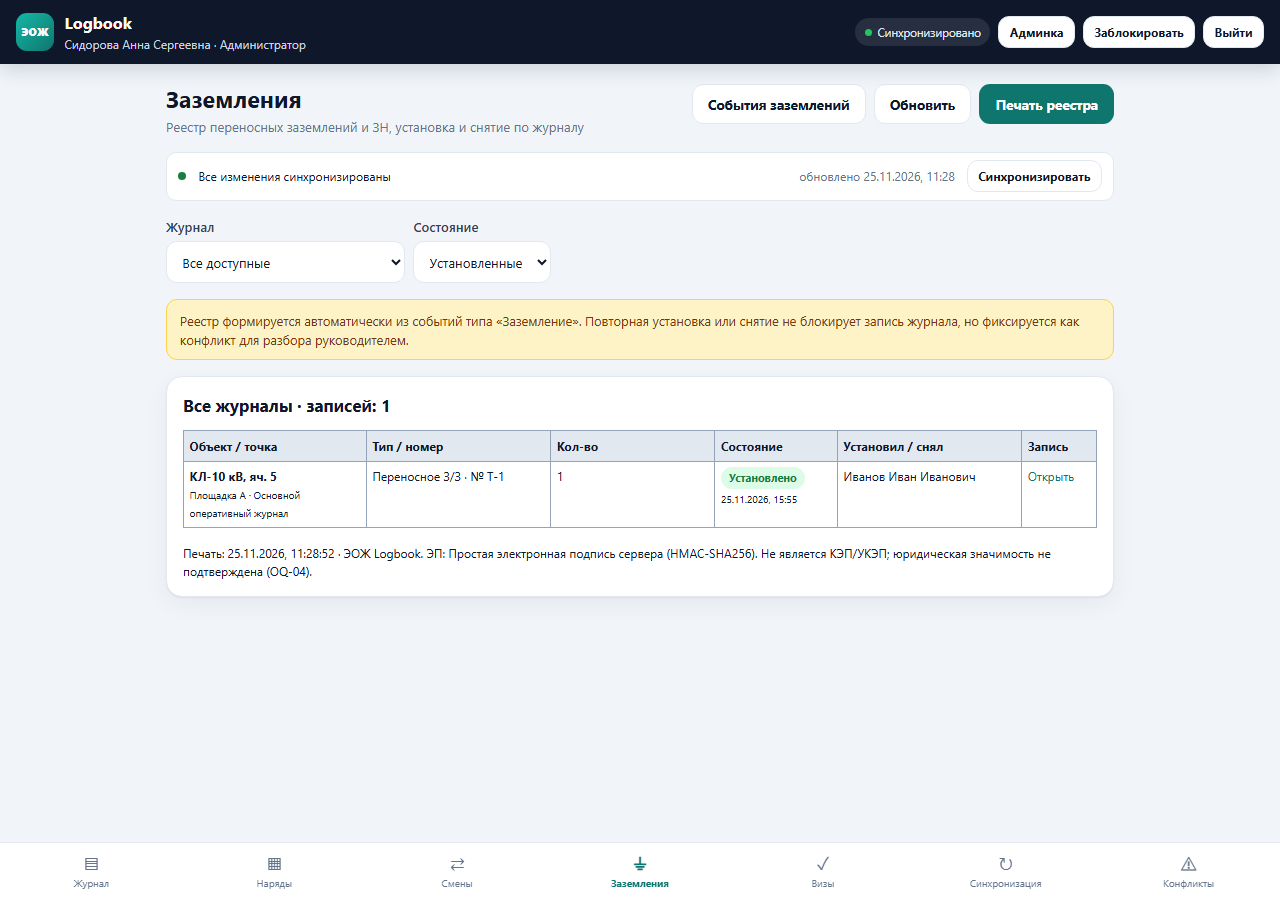 ЭОЖ
Logbook
Сидорова Анна Сергеевна · Администратор
Синхронизировано
Админка
Заблокировать
Выйти
Заземления
Реестр переносных заземлений и ЗН, установка и снятие по журналу
События заземлений
Обновить
Печать реестра
Все изменения синхронизированы
обновлено 25.11.2026, 11:28
Синхронизировать
Журнал
Состояние
Все доступные
Установленные
Реестр формируется автоматически из событий типа «Заземление». Повторная установка или снятие не блокирует запись журнала, но фиксируется как
конфликт для разбора руководителем.
Все журналы · записей: 1
Объект / точка
Тип / номер
Кол-во
Состояние
Установил / снял
Запись
КЛ-10 кВ, яч. 5
Площадка А · Основной
оперативный журнал
Переносное 3/3 · № Т-1
1
Установлено
25.11.2026, 15:55
Иванов Иван Иванович
Открыть
Печать: 25.11.2026, 11:28:52 · ЭОЖ Logbook. ЭП: Простая электронная подпись сервера (HMAC-SHA256). Не является КЭП/УКЭП; юридическая значимость не
подтверждена (OQ-04).
Журнал
Наряды
Смены
Заземления
Визы
Синхронизация
Конфликты